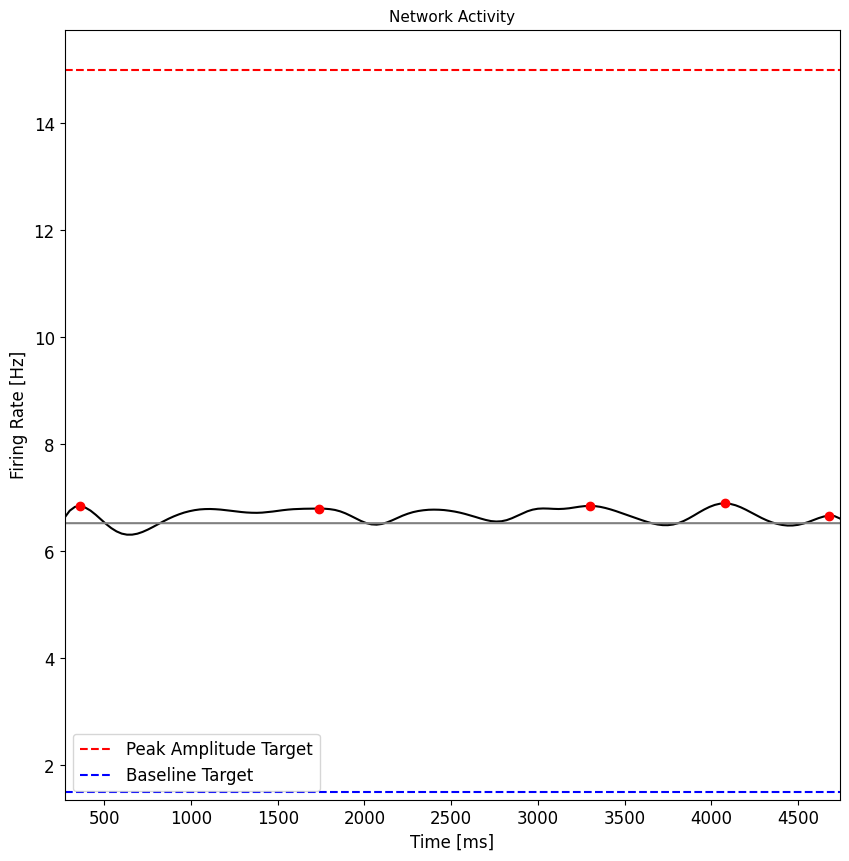 Network Activity
Firing Rate [Hz]
14
12
10
8
6
4
2
Peak Amplitude Target
Baseline Target
500 1000 1500 2000 2500 3000 3500 4000 4500
Time [ms]